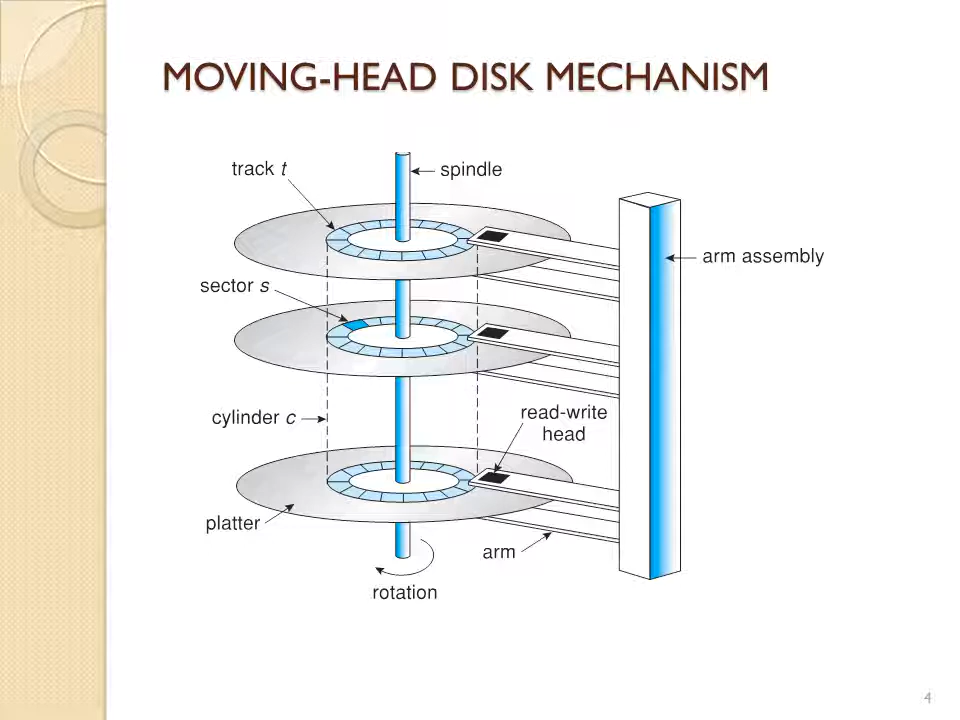 MOVING-HEAD DISK MECHANISM
track t
spindle
arm assembly
sector s
cylinder c
read-write
head
platter
arm
rotation
4